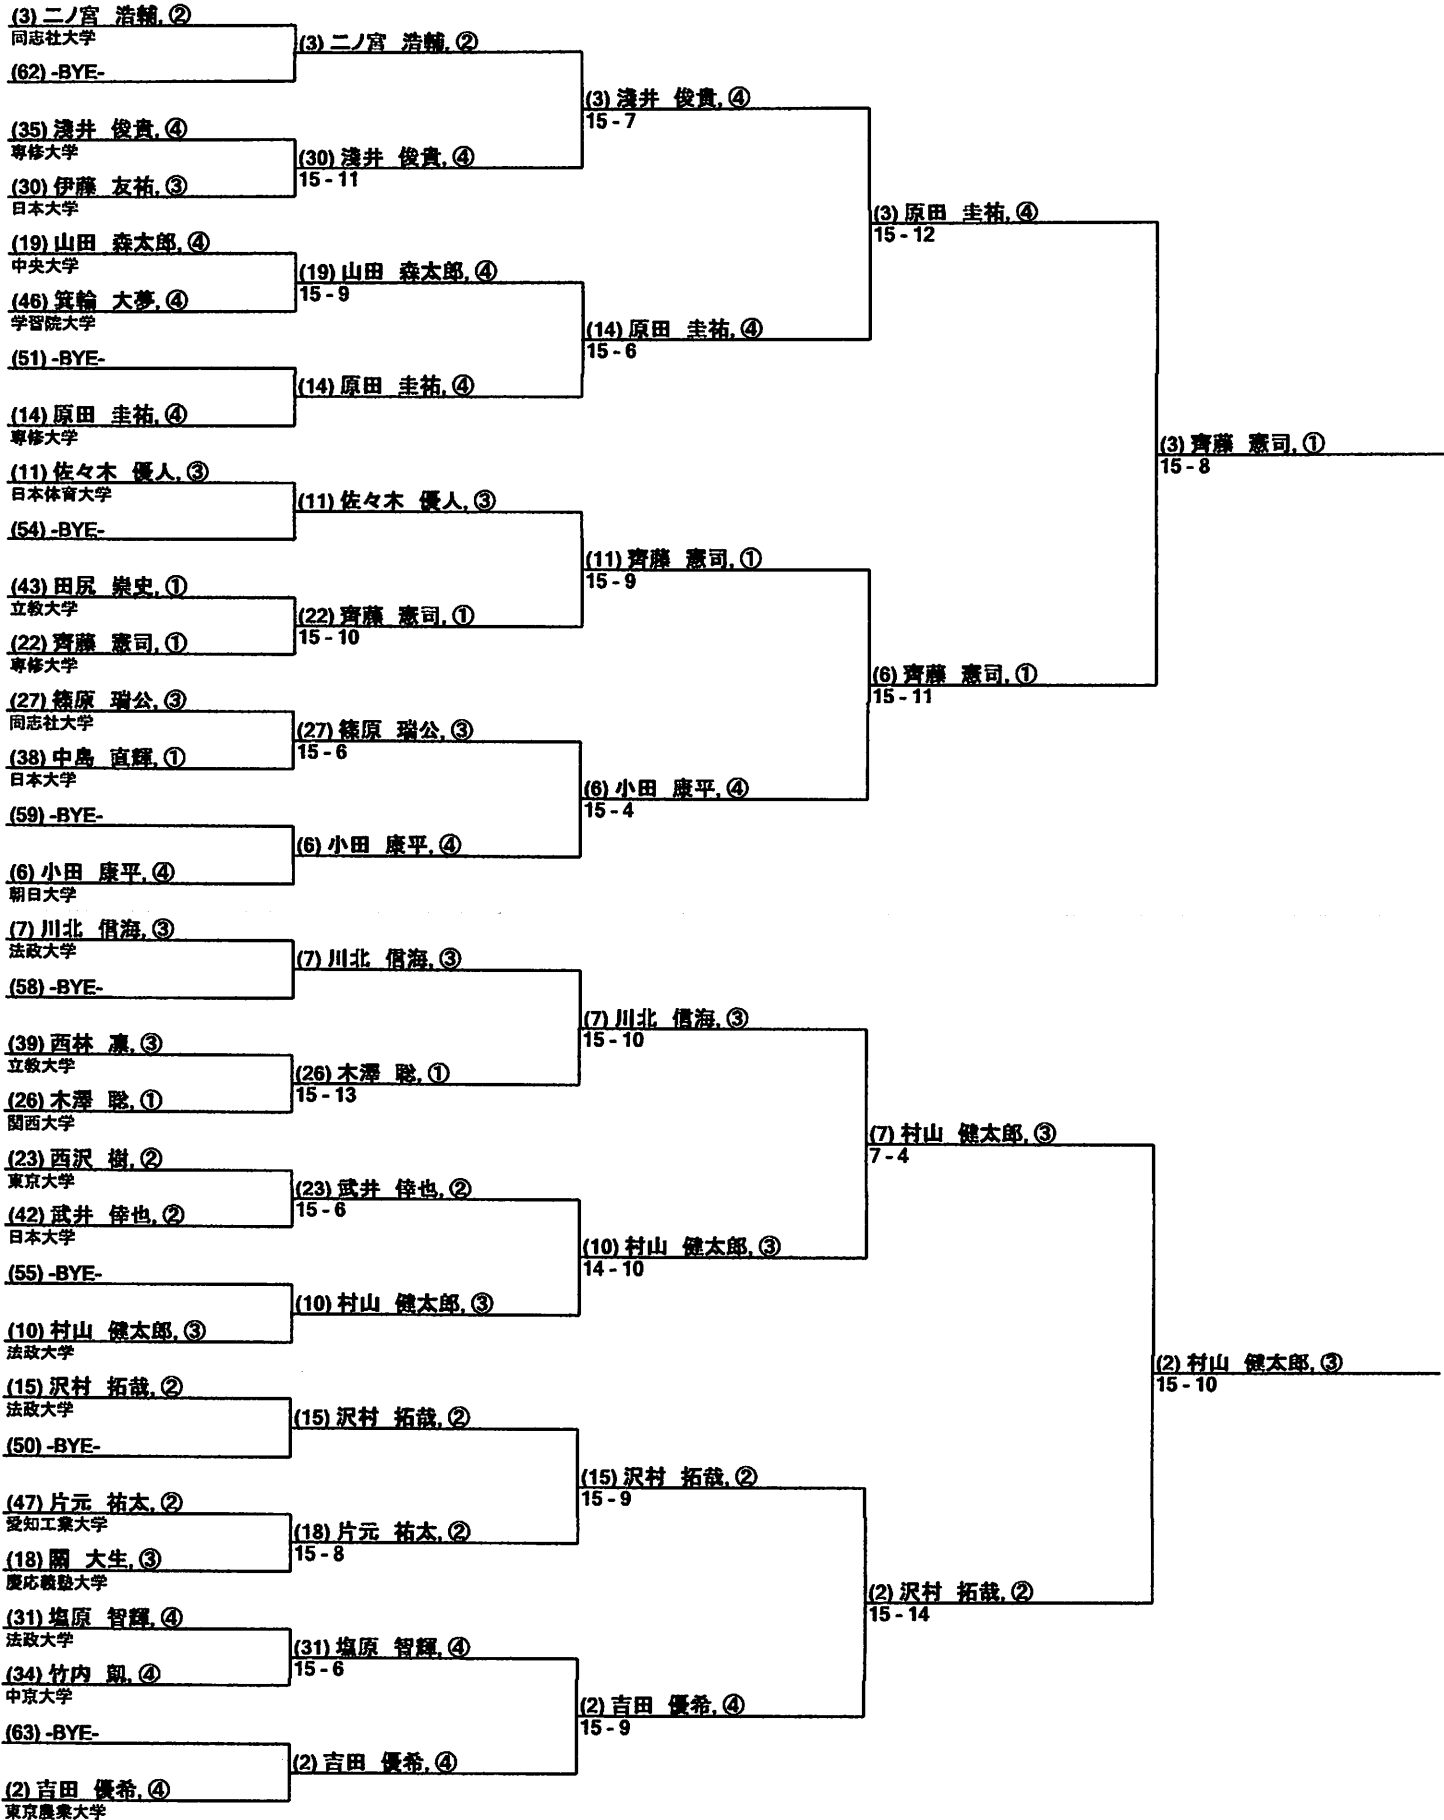 (3) 二ノ宮 浩輔, ②
同志社大学
(62) -BYE-
(35) 淺井 俊貴, ④
専修大学
(30) 伊藤 友祐, ③
日本大学
(19) 山田 森太郎, ④
中央大学
(46) 箕輪 大夢, ④
学習院大学
(51) -BYE-
(14) 原田 圭祐, ④
専修大学
(11) 佐々木 優人, ③
日本体育大学
(54) -BYE-
(43) 田尻 崇史, ①
立教大学
(22) 齊藤 憲司, ①
専修大学
(27) 篠原 瑞公, ③
同志社大学
(38) 中島 直輝, ①
日本大学
(59) -BYE-
(6) 小田 康平, ④
朝日大学
(7) 川北 信海, ③
法政大学
(58) -BYE-
(39) 西林 凛, ③
立教大学
(26) 木澤 聡, ①
関西大学
(23) 西沢 樹, ②
東京大学
(42) 武井 倖也, ②
日本大学
(55) -BYE-
(10) 村山 健太郎, ③
法政大学
(15) 沢村 拓哉, ②
法政大学
(50) -BYE-
(47) 片元 祐太, ②
愛知工業大学
(18) 大生, ③
慶応義塾大学
(31) 塩原 智輝, ④
法政大学
(34) 竹内 凱, ④
中京大学
(63) -BYE-
(2) 吉田 優希, ④
東京農業大学
(3) 二ノ宮 浩輔, ②
(30) 淺井 俊貴, ④
15 - 11
(19) 山田 森太郎, ④
15 - 9
(14) 原田 圭祐, ④
(11) 佐々木 優人, ③
(22) 齊藤 憲司, ①
15 - 10
(27) 篠原 瑞公, ③
15 - 6
(6) 小田 康平, ④
(7) 川北 信海, ③
(26) 木澤 聡, ①
15 - 13
(23) 武井 倖也, ②
15 - 6
(10) 村山 健太郎, ③
(15) 沢村 拓哉, ②
(18) 片元 祐太, ②
15 - 8
(31) 塩原 智輝, ④
15 - 6
(2) 吉田 優希, ④
(3) 淺井 俊貴, ④
15 - 7
(14) 原田 圭祐, ④
15 - 6
(11) 齊藤 憲司, ①
15 - 9
(6) 小田 康平, ④
15 - 4
(7) 川北 信海, ③
15 - 10
(10) 村山 健太郎, ③
14 - 10
(15) 沢村 拓哉, ②
15 - 9
(2) 吉田 優希, ④
15 - 9
(3) 原田 圭祐, ④
15 - 12
(6) 齊藤 憲司, ①
15 - 11
(7) 村山 健太郎, ③
7 - 4
(2) 沢村 拓哉, ②
15 - 14
(3) 齊藤 憲司, ①
15 - 8
(2) 村山 健太郎, ③
15 - 10